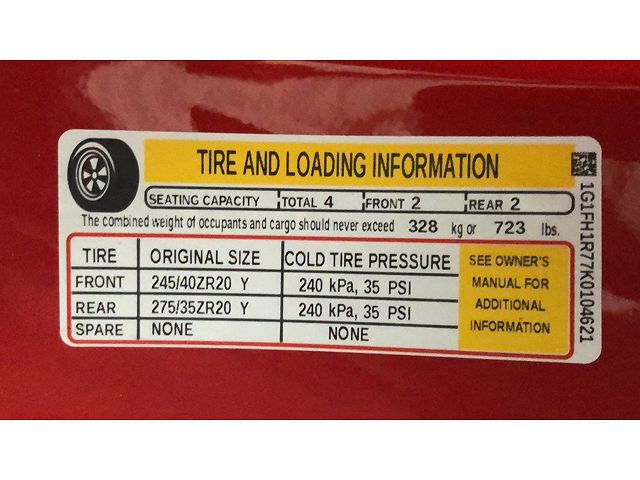 TIRE AND LOADING INFORMATION
SEATING CAPACITY TOTAL 4 FRONT 2 REAR 2
The combined weight of occupants and cargo should never exceed 328 kg or 723 lbs.
TIRE ORIGINAL SIZE COLD TIRE PRESSURE
FRONT 245/40ZR20 Y 240 kPa, 35 PSI
REAR 275/35ZR20 Y 240 kPa, 35 PSI
SPARE NONE NONE
SEE OWNER'S
MANUAL FOR
ADDITIONAL
INFORMATION
1G1FH1R77K0104621